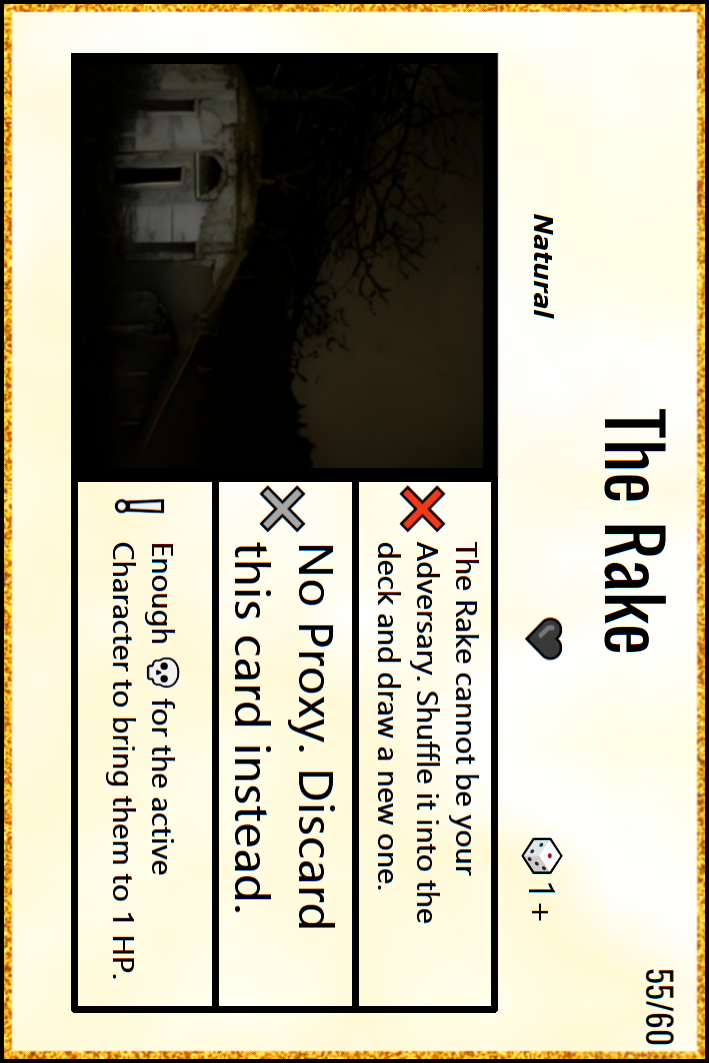 55/60
The Rake
Natural
1+
The Rake cannot be your
Adversary. Shuffle it into the
deck and draw a new one.
No Proxy. Discard
this card instead.
Enough 💀 for the active
Character to bring them to 1 HP.